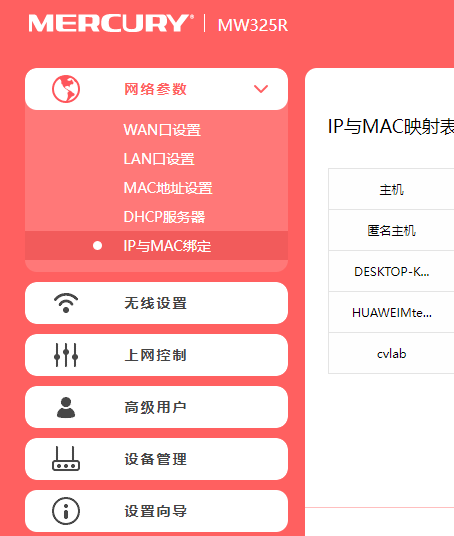 MERCURY® MW325R
网络参数
WAN口设置
LAN口设置
MAC地址设置
DHCP服务器
IP与MAC绑定
无线设置
上网控制
高级用户
设备管理
设置向导
IP与MAC映射表
主机
匿名主机
DESKTOP-K...
HUAWEIMte...
cvlab